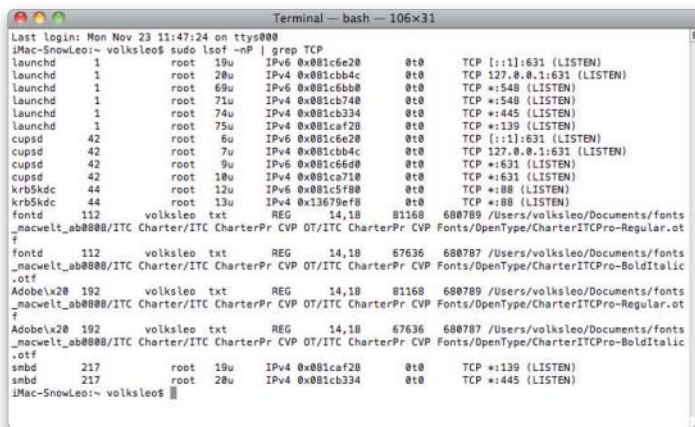 Terminal — bash — 106×31
Last login: Mon Nov 23 11:47:24 on ttys000
iMac-SnowLeo:~ volksleo$ sudo lsof -nP | grep TCP
launchd 1 root 19u IPv6 0x081c6e20 0t0 TCP [::1]:631 (LISTEN)
launchd 1 root 20u IPv4 0x081cbb4c 0t0 TCP 127.0.0.1:631 (LISTEN)
launchd 1 root 69u IPv6 0x081c6bb0 0t0 TCP *:548 (LISTEN)
launchd 1 root 71u IPv4 0x081cb740 0t0 TCP *:548 (LISTEN)
launchd 1 root 74u IPv4 0x081cb334 0t0 TCP *:445 (LISTEN)
launchd 1 root 75u IPv4 0x081caf28 0t0 TCP *:139 (LISTEN)
cupsd 42 root 6u IPv6 0x081c6e20 0t0 TCP [::1]:631 (LISTEN)
cupsd 42 root 7u IPv4 0x081cbb4c 0t0 TCP 127.0.0.1:631 (LISTEN)
cupsd 42 root 9u IPv6 0x081c66d0 0t0 TCP *:631 (LISTEN)
cupsd 42 root 10u IPv4 0x081ca710 0t0 TCP *:631 (LISTEN)
krb5kdc 44 root 12u IPv6 0x081c5f80 0t0 TCP *:88 (LISTEN)
krb5kdc 44 root 13u IPv4 0x13679ef8 0t0 TCP *:88 (LISTEN)
fontd 112 volksleo txt REG 14,18 81168 680789 /Users/volksleo/Documents/fonts
_macwelt_ab0808/ITC Charter/ITC CharterPr CVP OT/ITC CharterPr CVP Fonts/OpenType/CharterITCPro-Regular.ot
f
fontd 112 volksleo txt REG 14,18 67636 680787 /Users/volksleo/Documents/fonts
_macwelt_ab0808/ITC Charter/ITC CharterPr CVP OT/ITC CharterPr CVP Fonts/OpenType/CharterITCPro-BoldItalic
.otf
Adobe\x20 192 volksleo txt REG 14,18 81168 680789 /Users/volksleo/Documents/fonts
_macwelt_ab0808/ITC Charter/ITC CharterPr CVP OT/ITC CharterPr CVP Fonts/OpenType/CharterITCPro-Regular.ot
f
Adobe\x20 192 volksleo txt REG 14,18 67636 680787 /Users/volksleo/Documents/fonts
_macwelt_ab0808/ITC Charter/ITC CharterPr CVP OT/ITC CharterPr CVP Fonts/OpenType/CharterITCPro-BoldItalic
.otf
smbd 217 root 19u IPv4 0x081caf28 0t0 TCP *:139 (LISTEN)
smbd 217 root 20u IPv4 0x081cb334 0t0 TCP *:445 (LISTEN)
iMac-SnowLeo:~ volksleo$